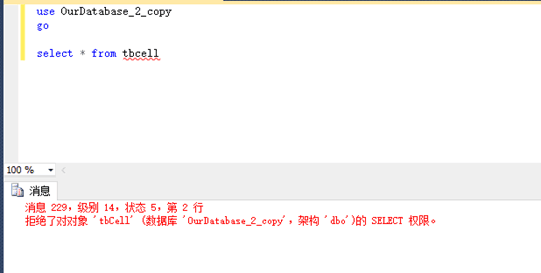 use OurDatabase_2_copy
go
select * from tbcell
100 %
消息
消息 229，级别 14，状态 5，第 2 行
拒绝了对对象 'tbCell' (数据库 'OurDatabase_2_copy'，架构 'dbo')的 SELECT 权限。